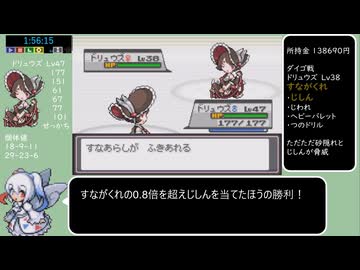 1:56:15
ドリュウズ Lv47
177
151
61
67
77
101
せっかち
個体値
18-9-11
29-23-6
ドリュウズ♀ Lv38
HP
ドリュウズ♂ Lv47
HP
177/177
すなあらしが ふきあれる
所持金 138690円
ダイゴ戦
ドリュウズ Lv38
すながくれ
・じしん
・じわれ
・ヘビーバレット
・つのドリル
ただただ砂隠れと
じしんが脅威
すながくれの0.8倍を超えじしんを当てたほうの勝利！